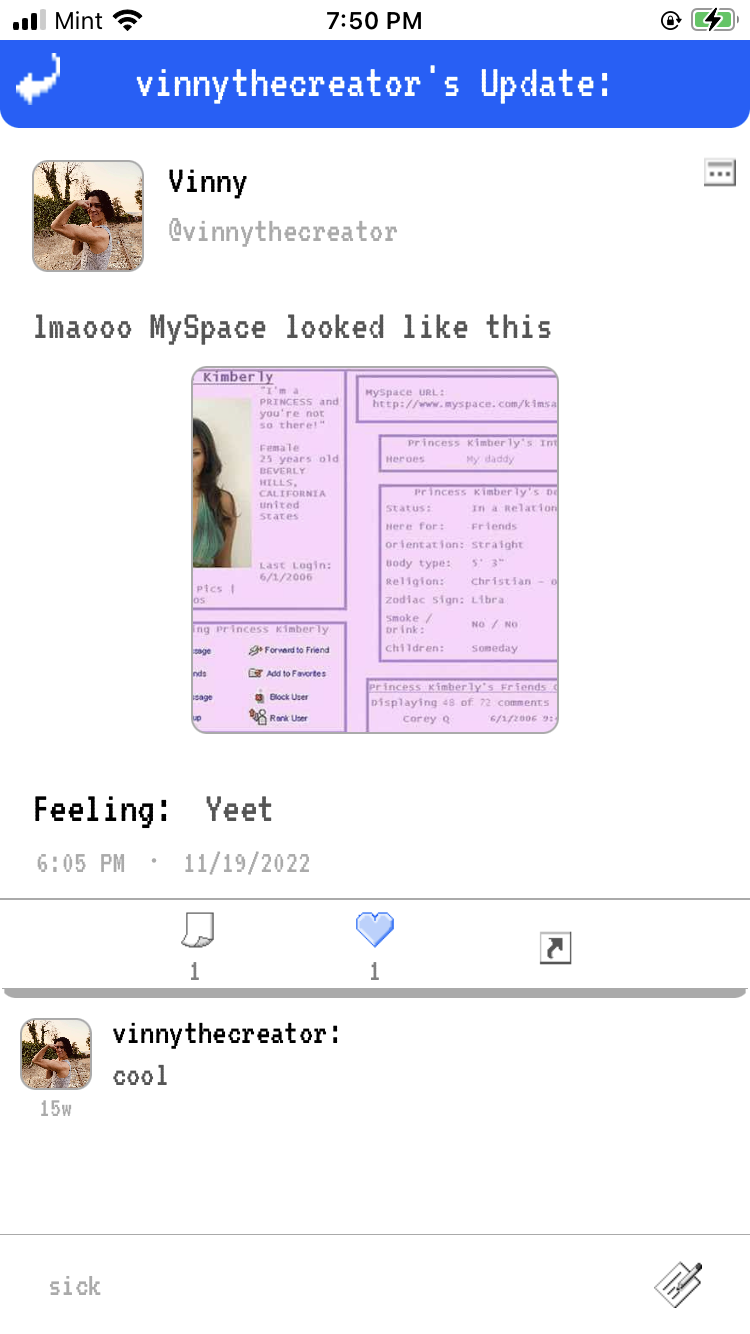 Mint 7:50 PM
vinnythecreator's Update:
Vinny
@vinnythecreator
lmaooo MySpace looked like this
Kimberly
"I'm a
PRINCESS and
you're not
so there!"
Female
25 years old
BEVERLY
HILLS,
CALIFORNIA
United
States
Last Login:
6/1/2006
Pics |
os
ing Princess Kimberly
sage Forward to Friend
nds Add to Favorites
ssage Block User
up Rank User
MySpace URL:
http://www.myspace.com/kimsa
Princess Kimberly's Int
Heroes My daddy
Princess Kimberly's De
Status: In a Relation
Here for: Friends
Orientation: Straight
Body type: 5' 3"
Religion: Christian - o
Zodiac Sign: Libra
Smoke /
Drink: No / No
Children: Someday
Princess Kimberly's Friends C
Displaying 48 of 72 comments
Corey Q 6/1/2006 9:
Feeling: Yeet
6:05 PM · 11/19/2022
1 1
vinnythecreator:
cool
15w
sick